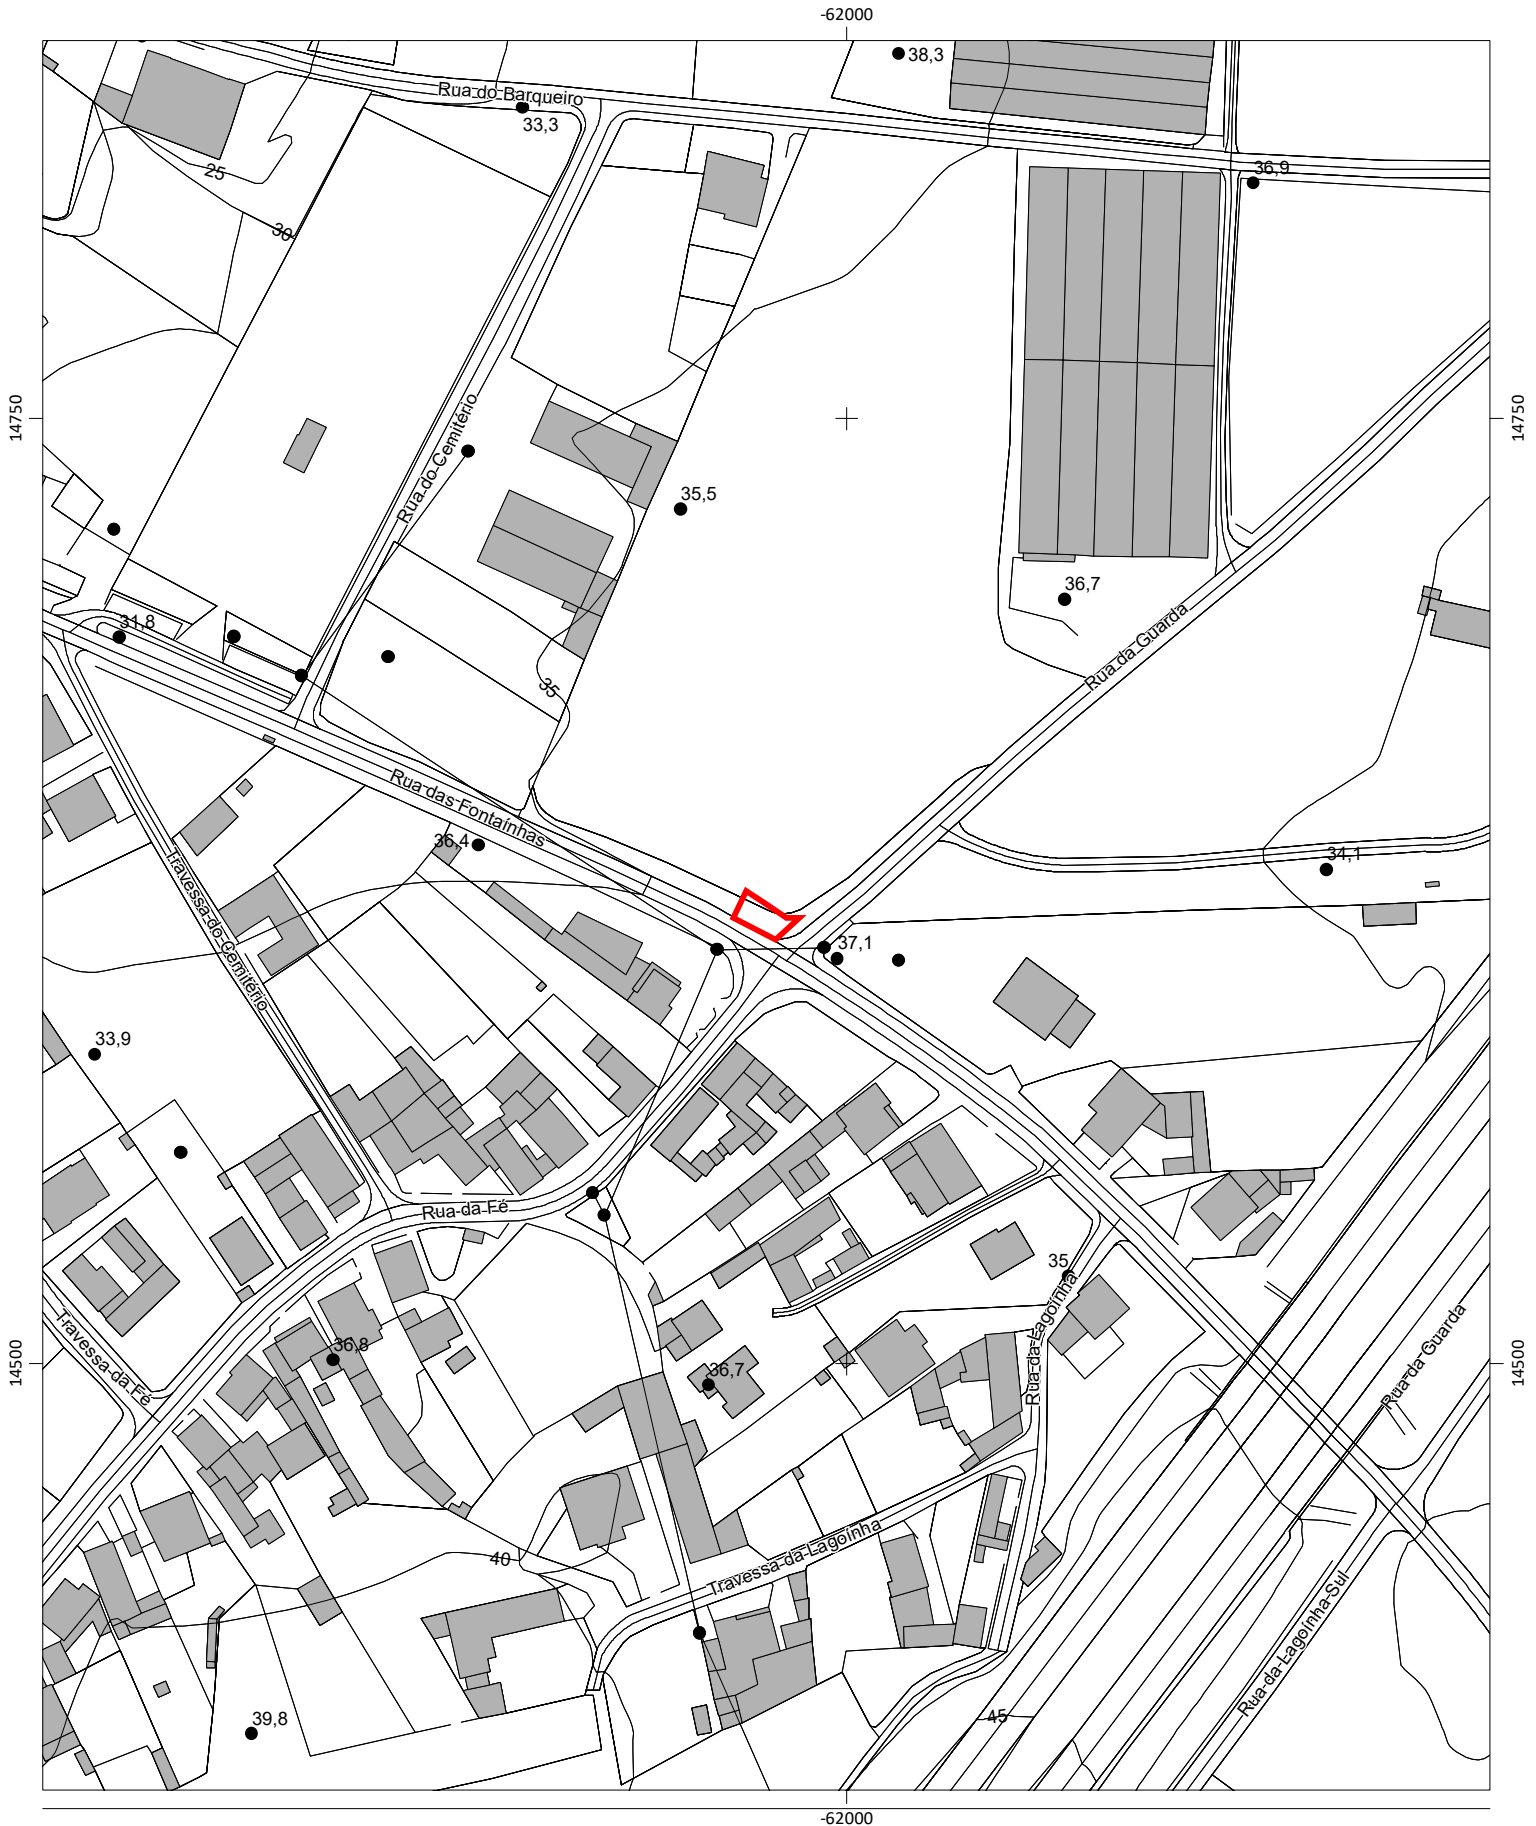 -62000
38,3
Rua do Barqueiro
33,3
36,9
25
30
14750
14750
Rua do Cemitério
35,5
36,7
31,8
Rua da Guarda
35
Rua das Fontaínhas
36,4
34,1
Travessa do Cemitério
37,1
33,9
Rua da Fé
35
Travessa da Fé
36,8
Rua da Lagoínha
36,7
14500
14500
Rua da Guarda
40
Travessa da Lagoínha
Rua da Lagoínha Sul
39,8
45
-62000